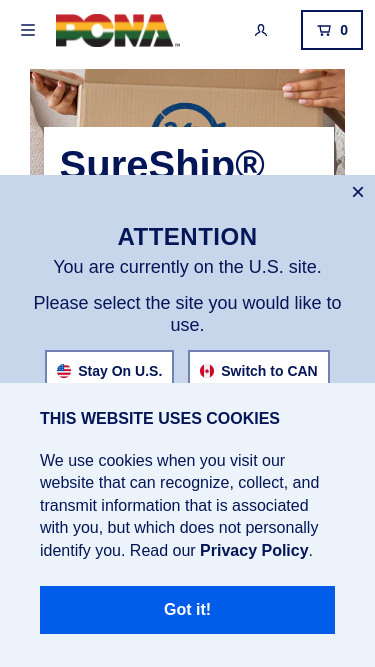 PCNA™
0
SureShip®
ATTENTION
You are currently on the U.S. site.
Please select the site you would like to
use.
Stay On U.S.
Switch to CAN
THIS WEBSITE USES COOKIES
We use cookies when you visit our
website that can recognize, collect, and
transmit information that is associated
with you, but which does not personally
identify you. Read our Privacy Policy.
Got it!